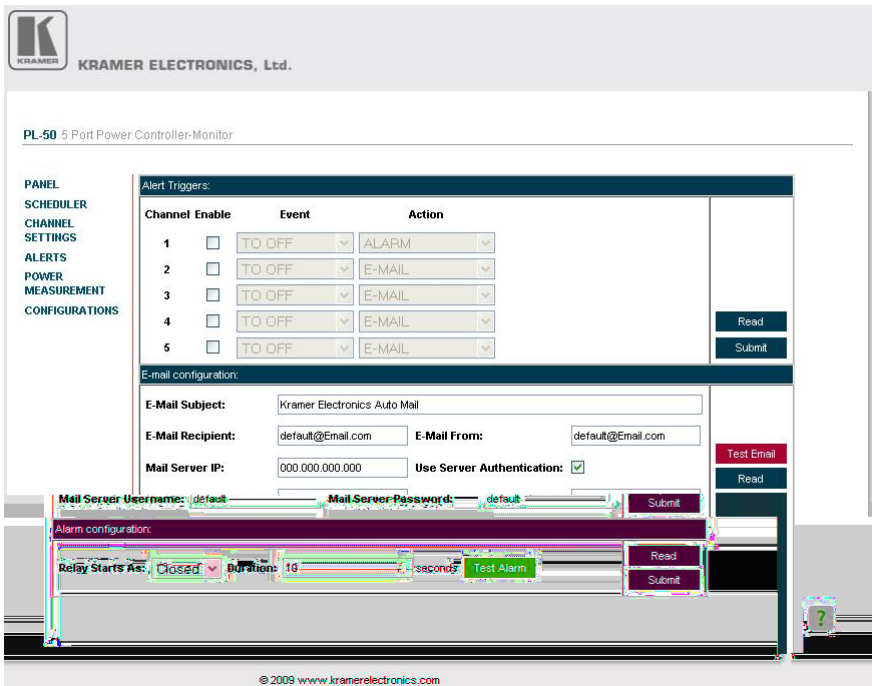 KRAMER
KRAMER ELECTRONICS, Ltd.
PL-50 5 Port Power Controller-Monitor
PANEL
SCHEDULER
CHANNEL
SETTINGS
ALERTS
POWER
MEASUREMENT
CONFIGURATIONS
Alert Triggers:
Channel Enable Event Action
1 TO OFF ALARM
2 TO OFF E-MAIL
3 TO OFF E-MAIL
4 TO OFF E-MAIL
5 TO OFF E-MAIL
Read
Submit
E-mail configuration:
E-Mail Subject: Kramer Electronics Auto Mail
E-Mail Recipient: default@Email.com E-Mail From: default@Email.com
Mail Server IP: 000.000.000.000 Use Server Authentication:
Test Email
Read
Mail Server Username: default Mail Server Password: default Submit
Alarm configuration:
Relay Starts As: Closed Duration: 10 seconds Test Alarm
Read
Submit
?
© 2009 www.kramerelectronics.com